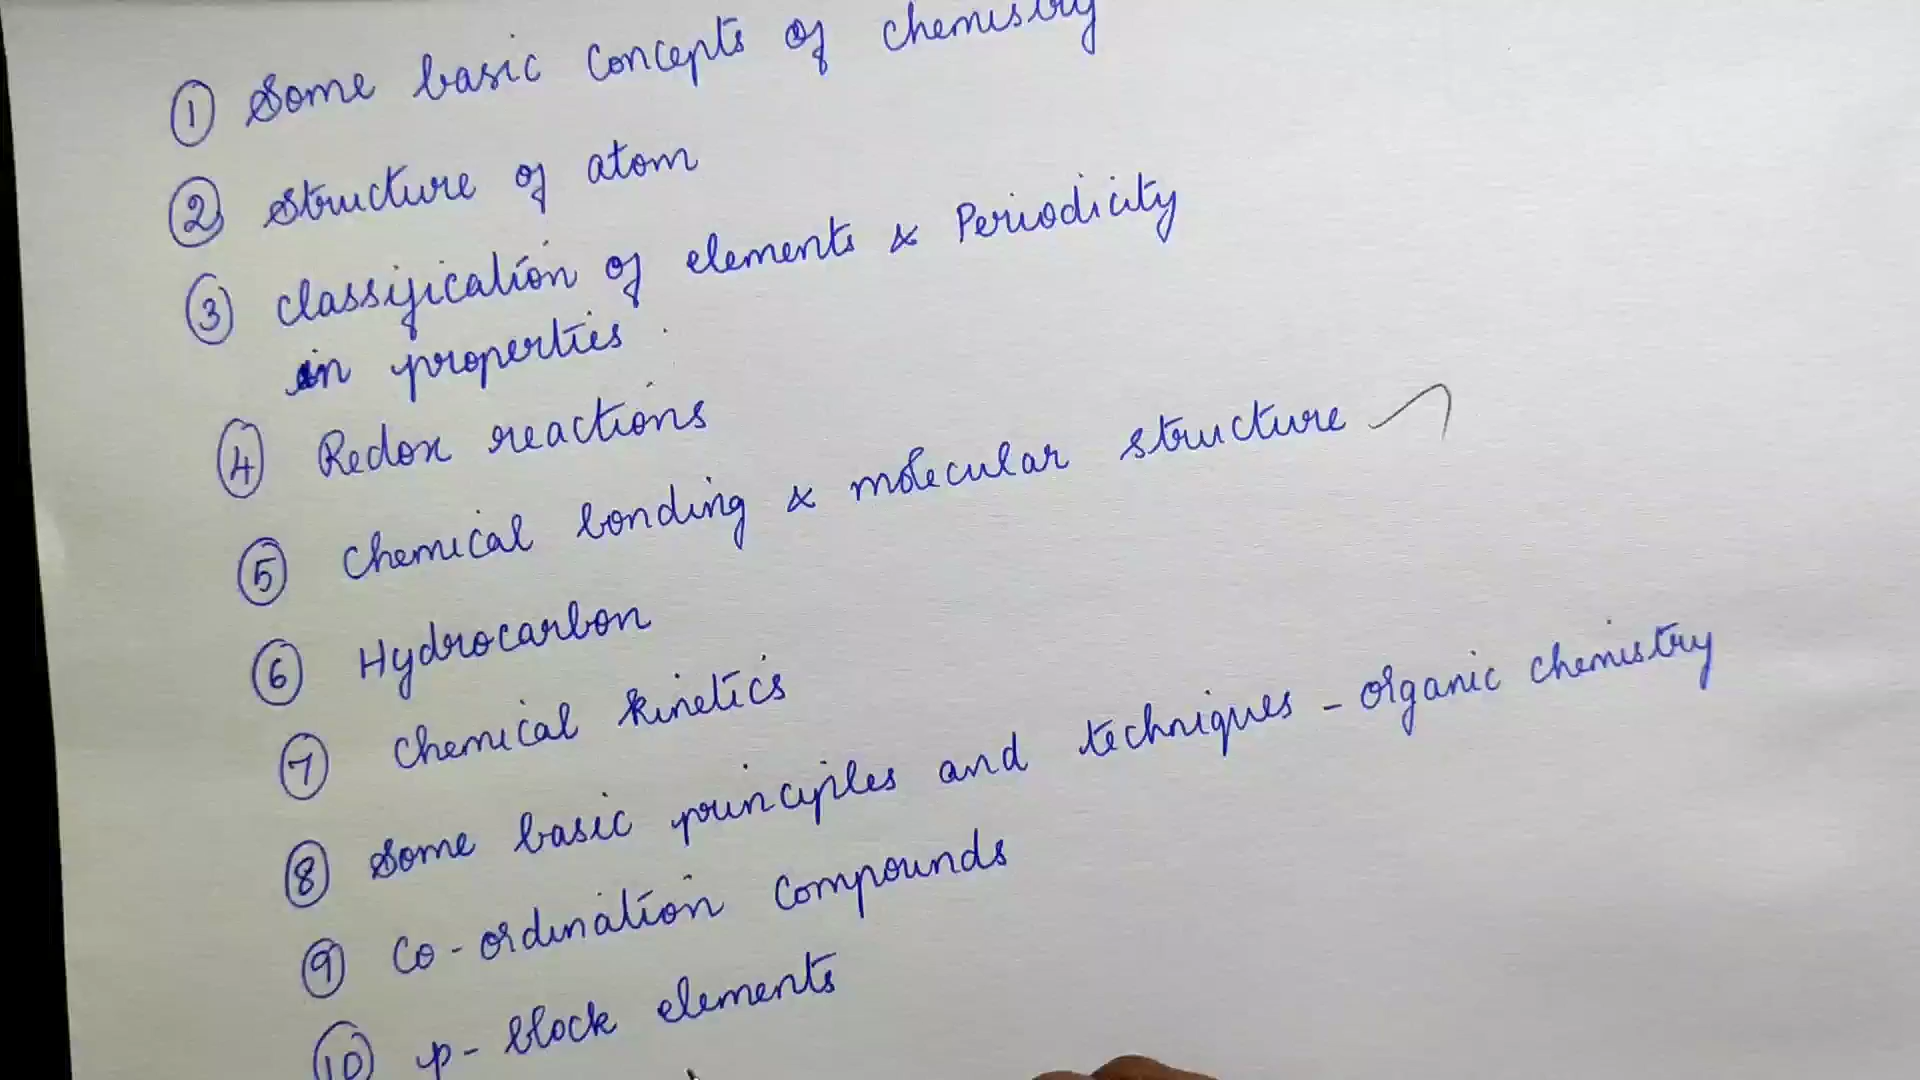 ① Some basic concepts of chemistry
② Structure of atom
③ Classification of elements & Periodicity
in properties
④ Redox reactions
⑤ Chemical bonding & molecular structure
⑥ Hydrocarbon
⑦ Chemical kinetics
⑧ Some basic principles and techniques - organic chemistry
⑨ Co-ordination Compounds
⑩ p-block elements